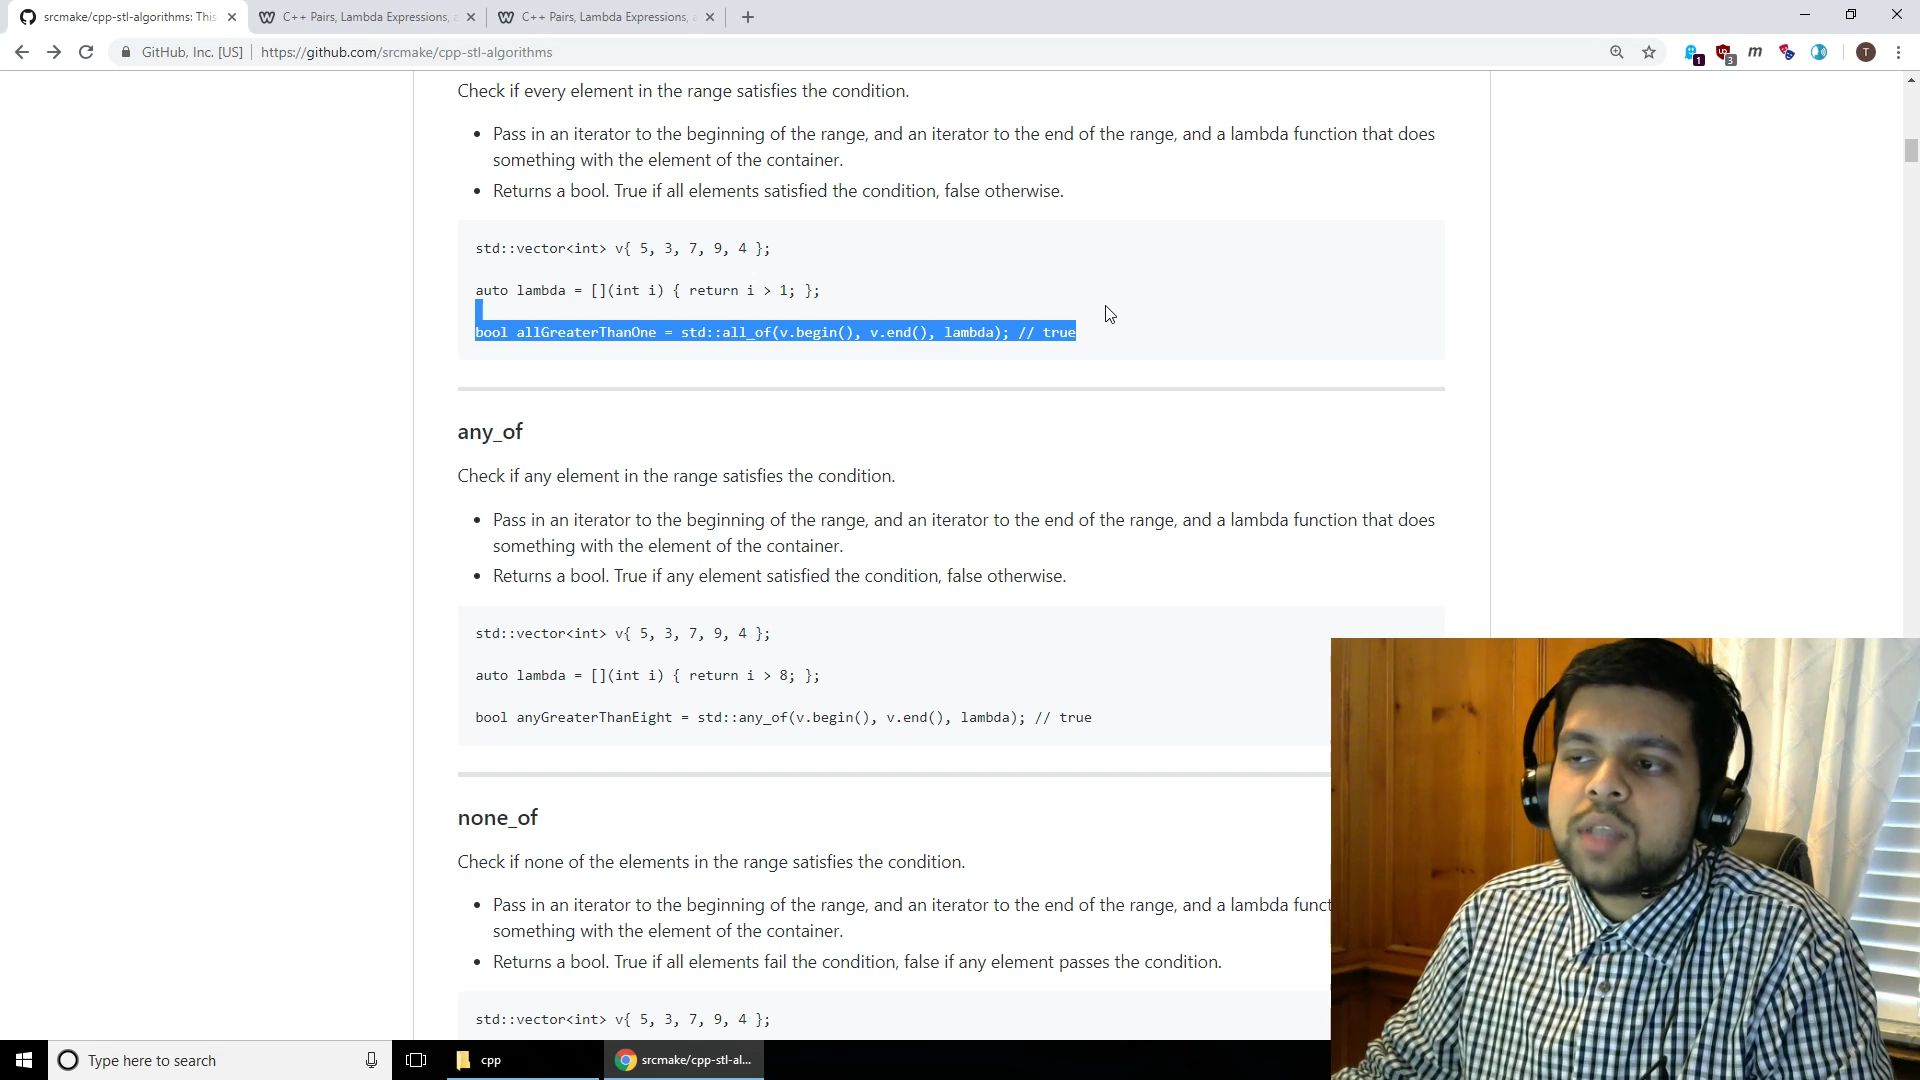 srcmake/cpp-stl-algorithms: This
C++ Pairs, Lambda Expressions,
C++ Pairs, Lambda Expressions,
GitHub, Inc. [US]
https://github.com/srcmake/cpp-stl-algorithms
1
3
m
T
Check if every element in the range satisfies the condition.
• Pass in an iterator to the beginning of the range, and an iterator to the end of the range, and a lambda function that does
something with the element of the container.
• Returns a bool. True if all elements satisfied the condition, false otherwise.
std::vector<int> v{ 5, 3, 7, 9, 4 };
auto lambda = [](int i) { return i > 1; };
bool allGreaterThanOne = std::all_of(v.begin(), v.end(), lambda); // true
any_of
Check if any element in the range satisfies the condition.
• Pass in an iterator to the beginning of the range, and an iterator to the end of the range, and a lambda function that does
something with the element of the container.
• Returns a bool. True if any element satisfied the condition, false otherwise.
std::vector<int> v{ 5, 3, 7, 9, 4 };
auto lambda = [](int i) { return i > 8; };
bool anyGreaterThanEight = std::any_of(v.begin(), v.end(), lambda); // true
none_of
Check if none of the elements in the range satisfies the condition.
• Pass in an iterator to the beginning of the range, and an iterator to the end of the range, and a lambda funct
something with the element of the container.
• Returns a bool. True if all elements fail the condition, false if any element passes the condition.
std::vector<int> v{ 5, 3, 7, 9, 4 };
Type here to search
cpp
srcmake/cpp-stl-al...